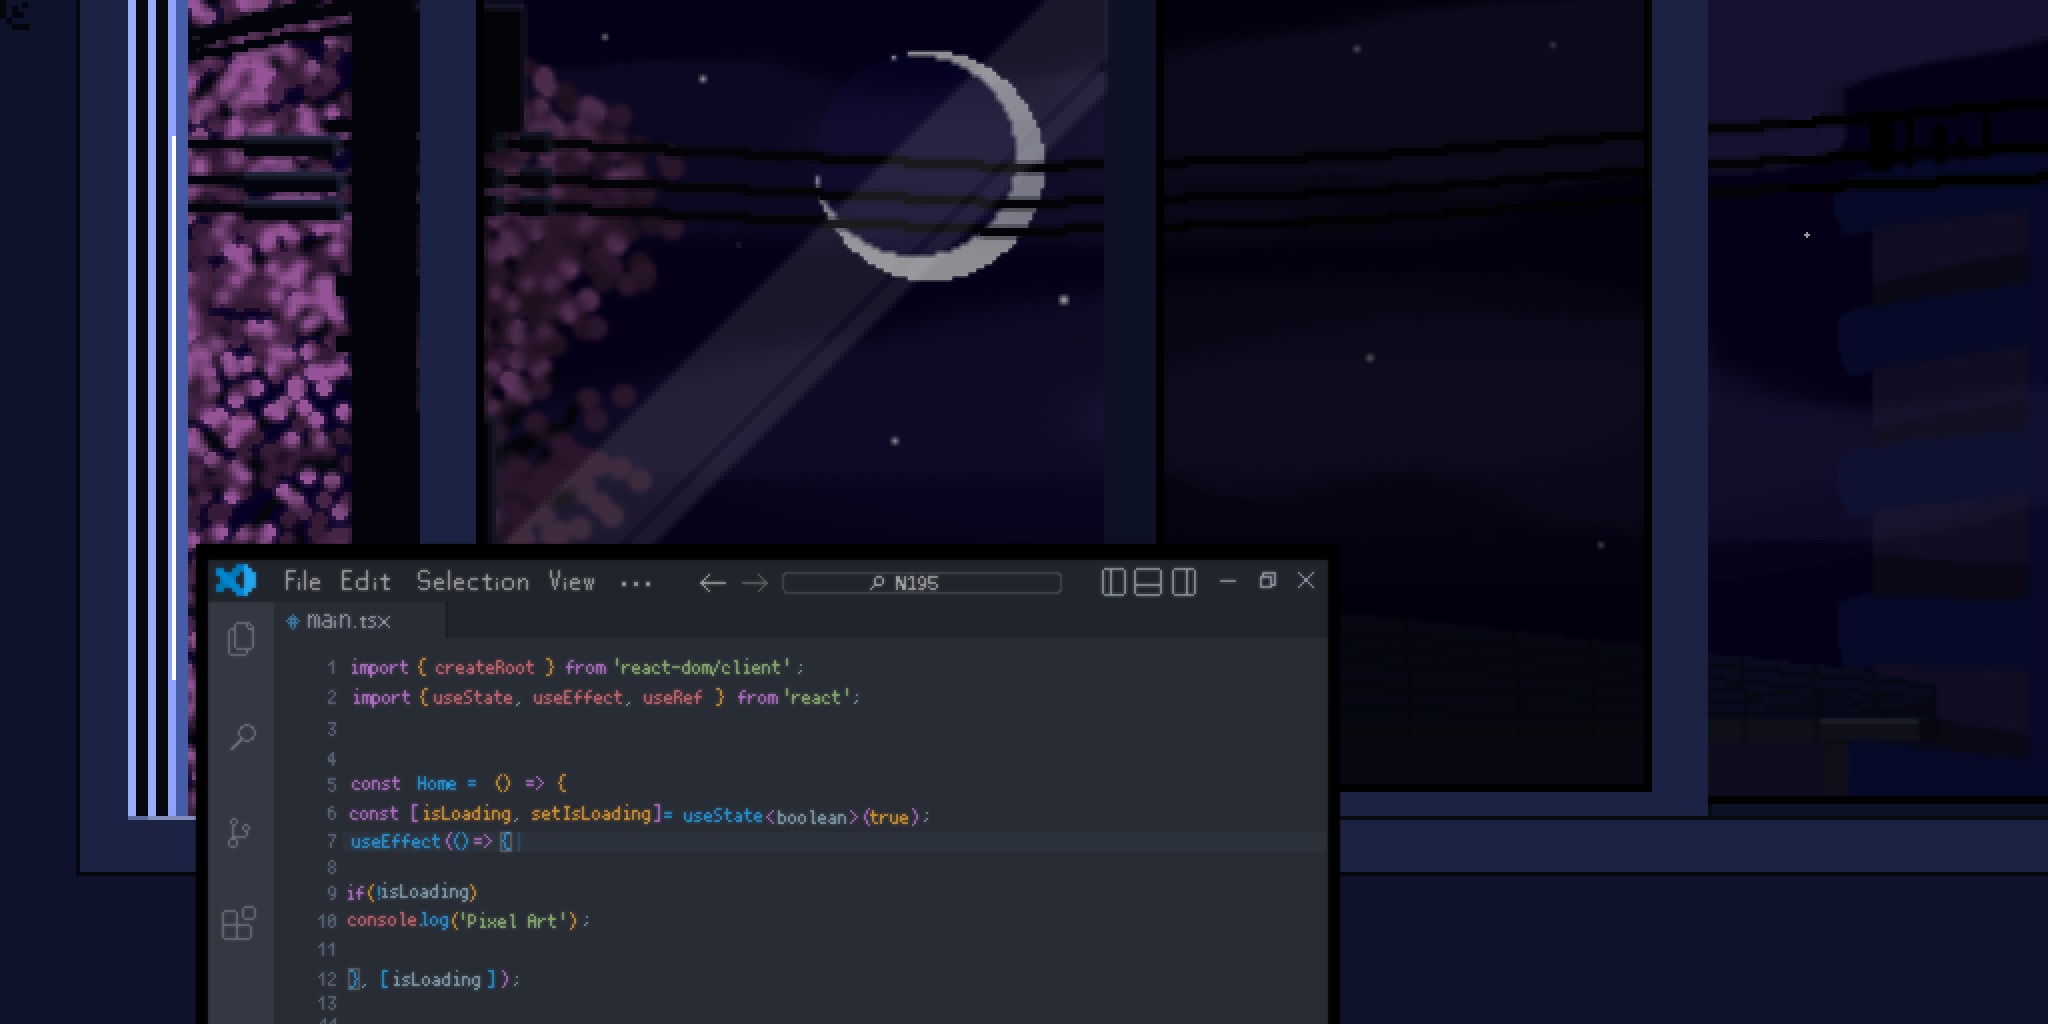 File Edit Selection View ... ← → N195
main.tsx
1 import { createRoot } from 'react-dom/client';
2 import {useState, useEffect, useRef } from 'react';
3
4
5 const Home = () => {
6 const [isLoading, setIsLoading]= useState<boolean>(true);
7 useEffect(()=> {
8
9 if(!isLoading)
10 console.log('Pixel Art');
11
12 }, [isLoading]);
13